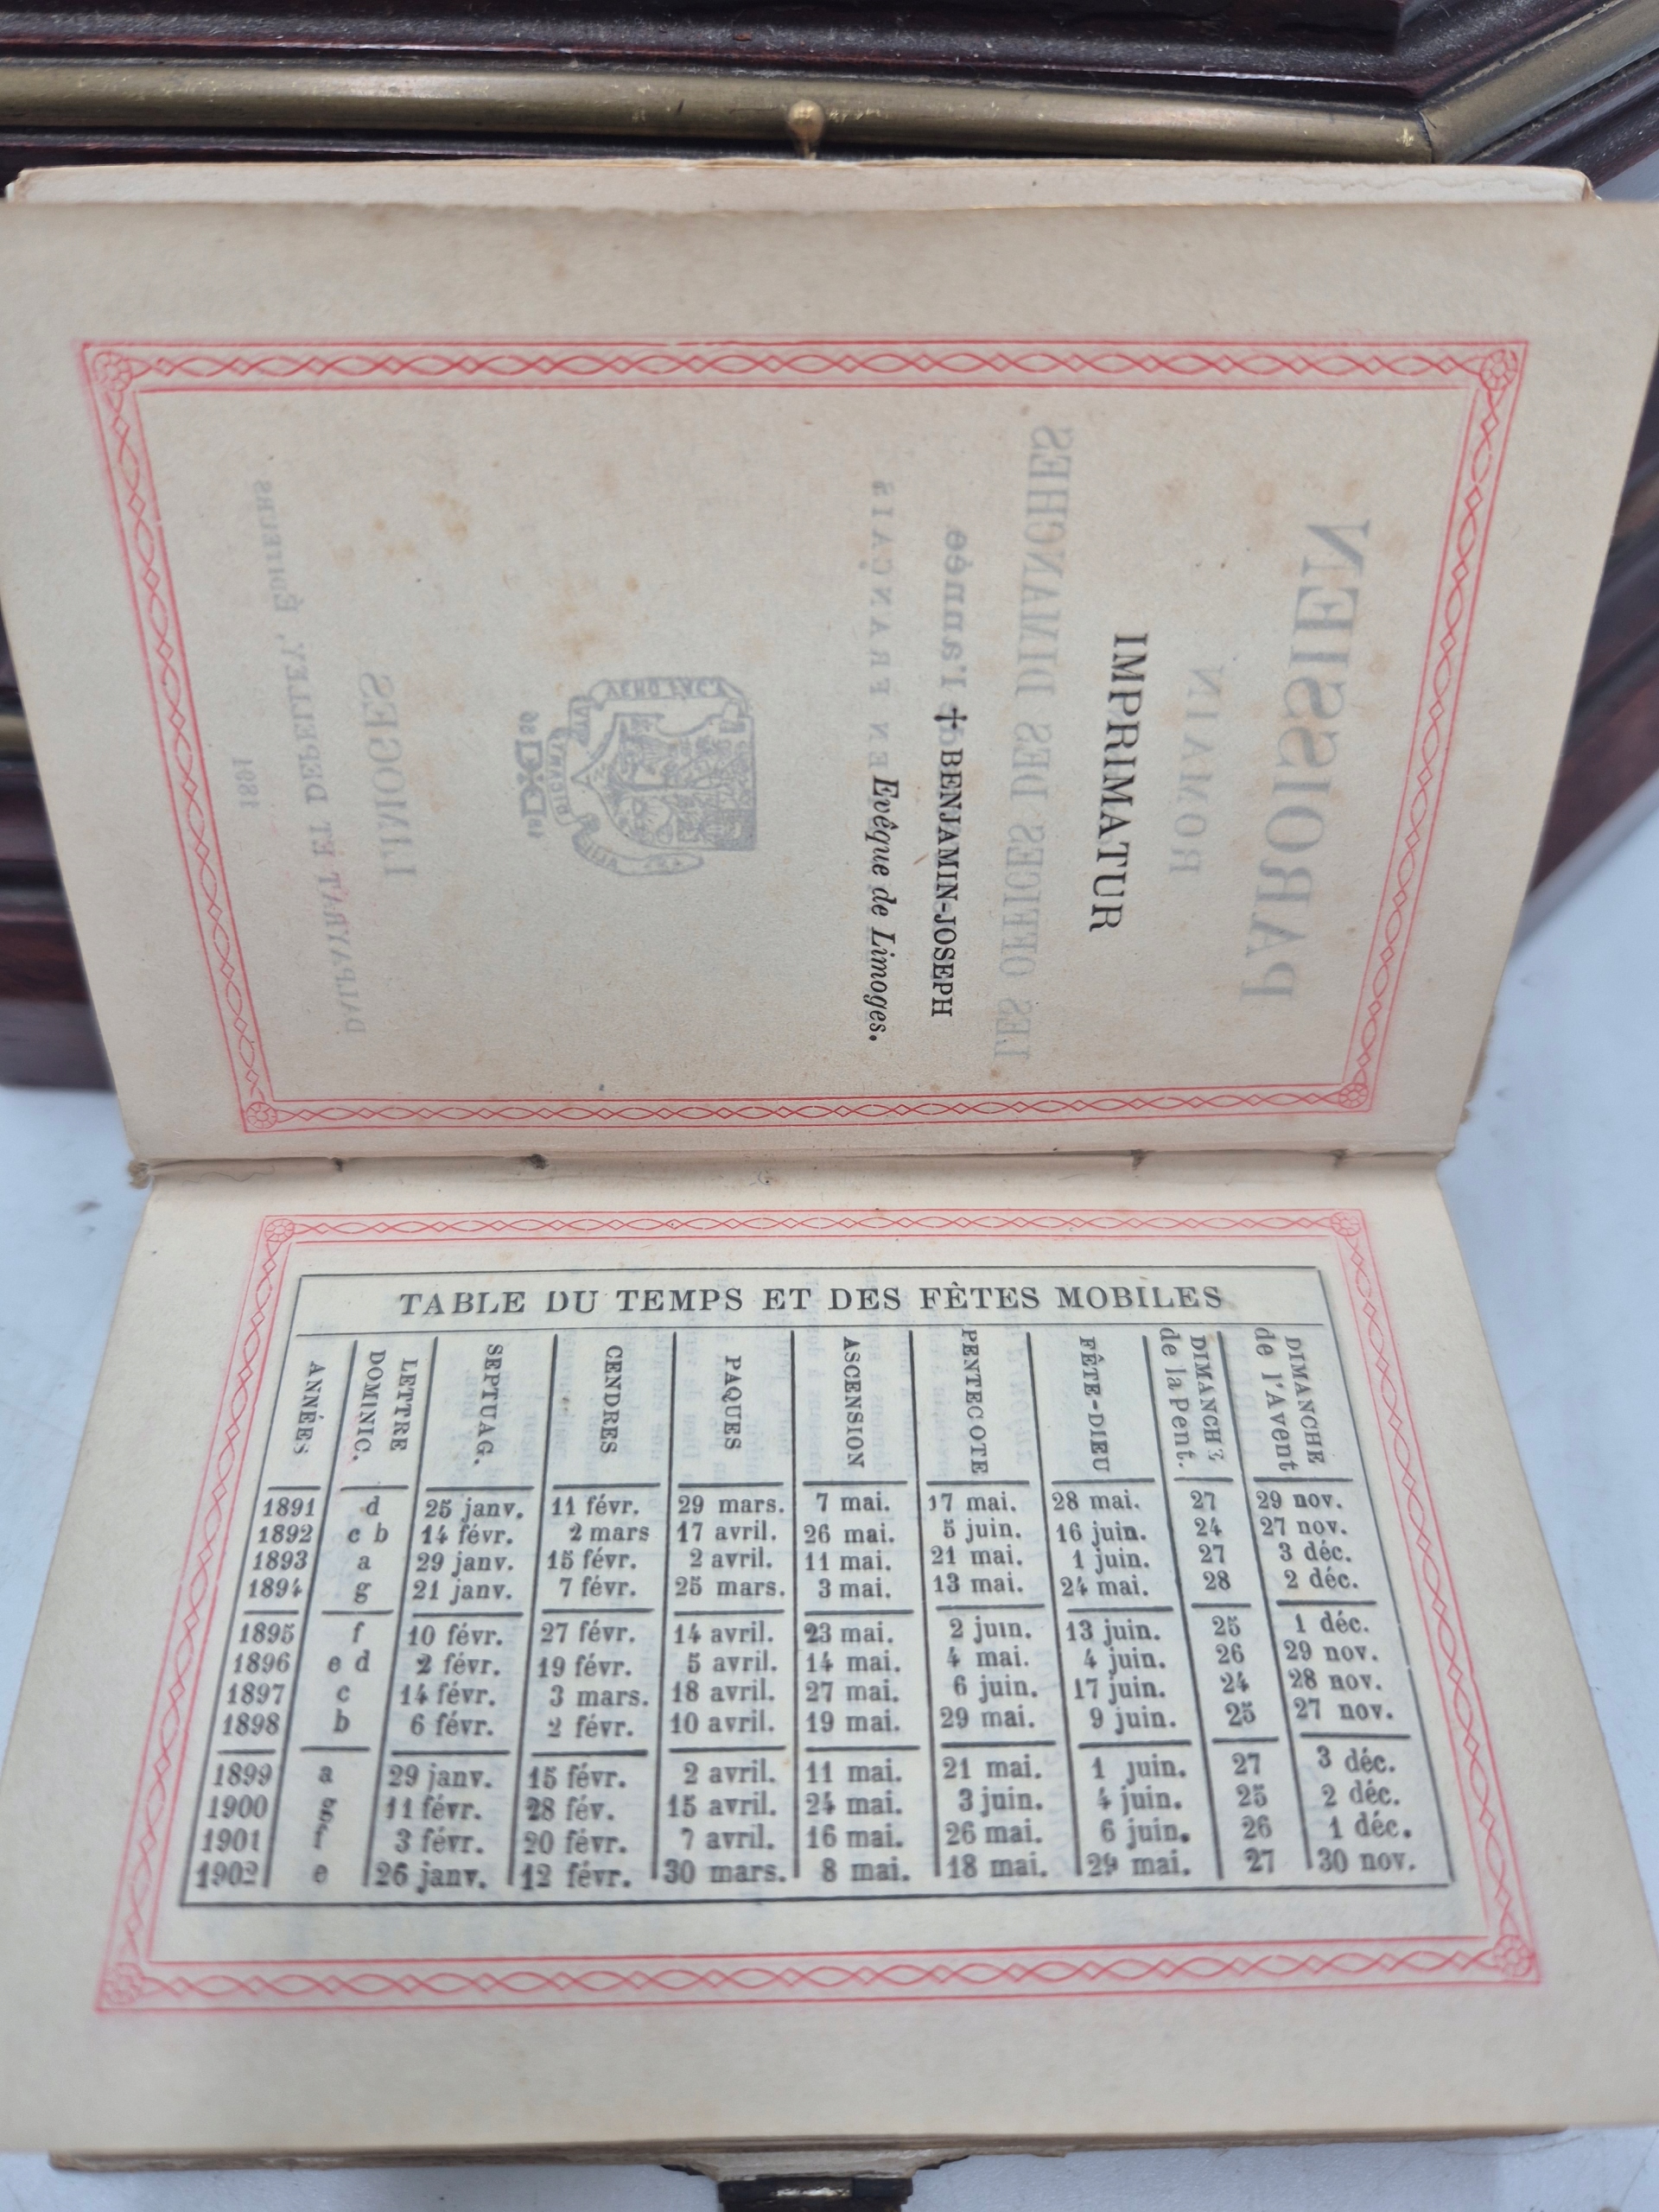 IMPRIMATUR
† BENJAMIN-JOSEPH
Evêque de Limoges.
PAROISSIEN
ROMAIN
LES OFFICES DES DIMANCHES
l'année
EN FRANÇAIS
LIMOGES
DALPAYRAT ET DEPELLEY, ÉDITEURS
1891
TABLE DU TEMPS ET DES FÊTES MOBILES
ANNÉES LETTRE DOMINIC. SEPTUAG. CENDRES PAQUES ASCENSION PENTECOTE FÊTE-DIEU DIMANCHE de la Pent. DIMANCHE de l'Avent
1891 d 25 janv. 11 févr. 29 mars. 7 mai. 17 mai. 28 mai. 27 29 nov.
1892 c b 14 févr. 2 mars 17 avril. 26 mai. 5 juin. 16 juin. 24 27 nov.
1893 a 29 janv. 15 févr. 2 avril. 11 mai. 21 mai. 1 juin. 27 3 déc.
1894 g 21 janv. 7 févr. 25 mars. 3 mai. 13 mai. 24 mai. 28 2 déc.
1895 f 10 févr. 27 févr. 14 avril. 23 mai. 2 juin. 13 juin. 25 1 déc.
1896 e d 2 févr. 19 févr. 5 avril. 14 mai. 4 mai. 4 juin. 26 29 nov.
1897 c 14 févr. 3 mars. 18 avril. 27 mai. 6 juin. 17 juin. 24 28 nov.
1898 b 6 févr. 2 févr. 10 avril. 19 mai. 29 mai. 9 juin. 25 27 nov.
1899 a 29 janv. 15 févr. 2 avril. 11 mai. 21 mai. 1 juin. 27 3 déc.
1900 g 11 févr. 28 fév. 15 avril. 24 mai. 3 juin. 4 juin. 25 2 déc.
1901 f 3 févr. 20 févr. 7 avril. 16 mai. 26 mai. 6 juin. 26 1 déc.
1902 e 26 janv. 12 févr. 30 mars. 8 mai. 18 mai. 29 mai. 27 30 nov.